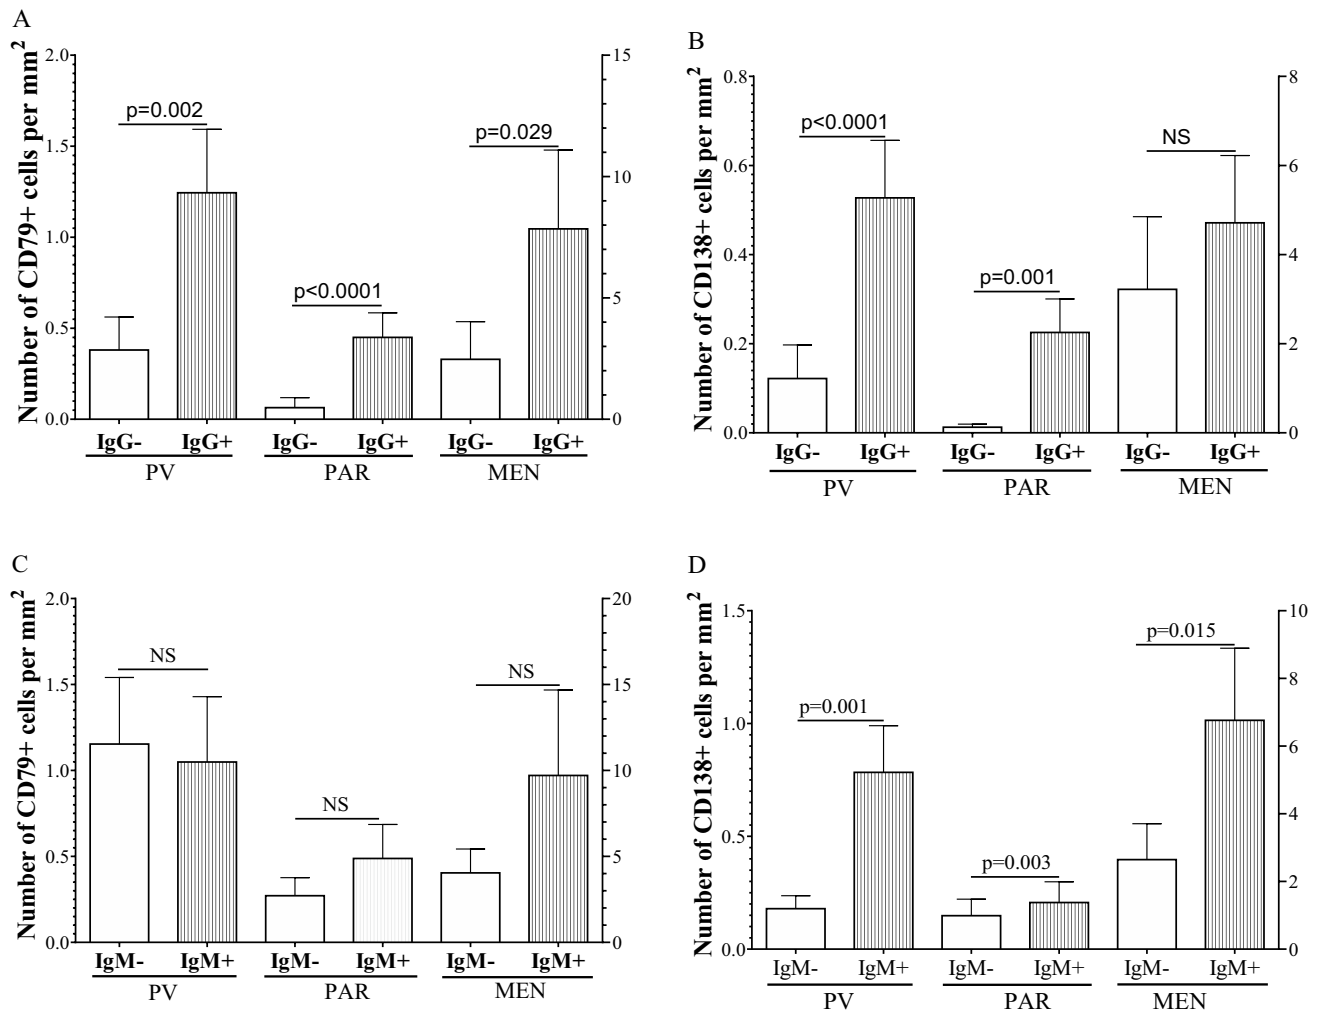 A
Number of CD79+ cells per mm²
2.0
1.5
1.0
0.5
0.0
15
10
5
0
p=0.002
p<0.0001
p=0.029
IgG- IgG+ IgG- IgG+ IgG- IgG+
PV PAR MEN
B
Number of CD138+ cells per mm²
0.8
0.6
0.4
0.2
0.0
8
6
4
2
0
p<0.0001
p=0.001
NS
IgG- IgG+ IgG- IgG+ IgG- IgG+
PV PAR MEN
C
Number of CD79+ cells per mm²
2.0
1.5
1.0
0.5
0.0
20
15
10
5
0
NS
NS
NS
IgM- IgM+ IgM- IgM+ IgM- IgM+
PV PAR MEN
D
Number of CD138+ cells per mm²
1.5
1.0
0.5
0.0
10
8
6
4
2
0
p=0.001
p=0.003
p=0.015
IgM- IgM+ IgM- IgM+ IgM- IgM+
PV PAR MEN